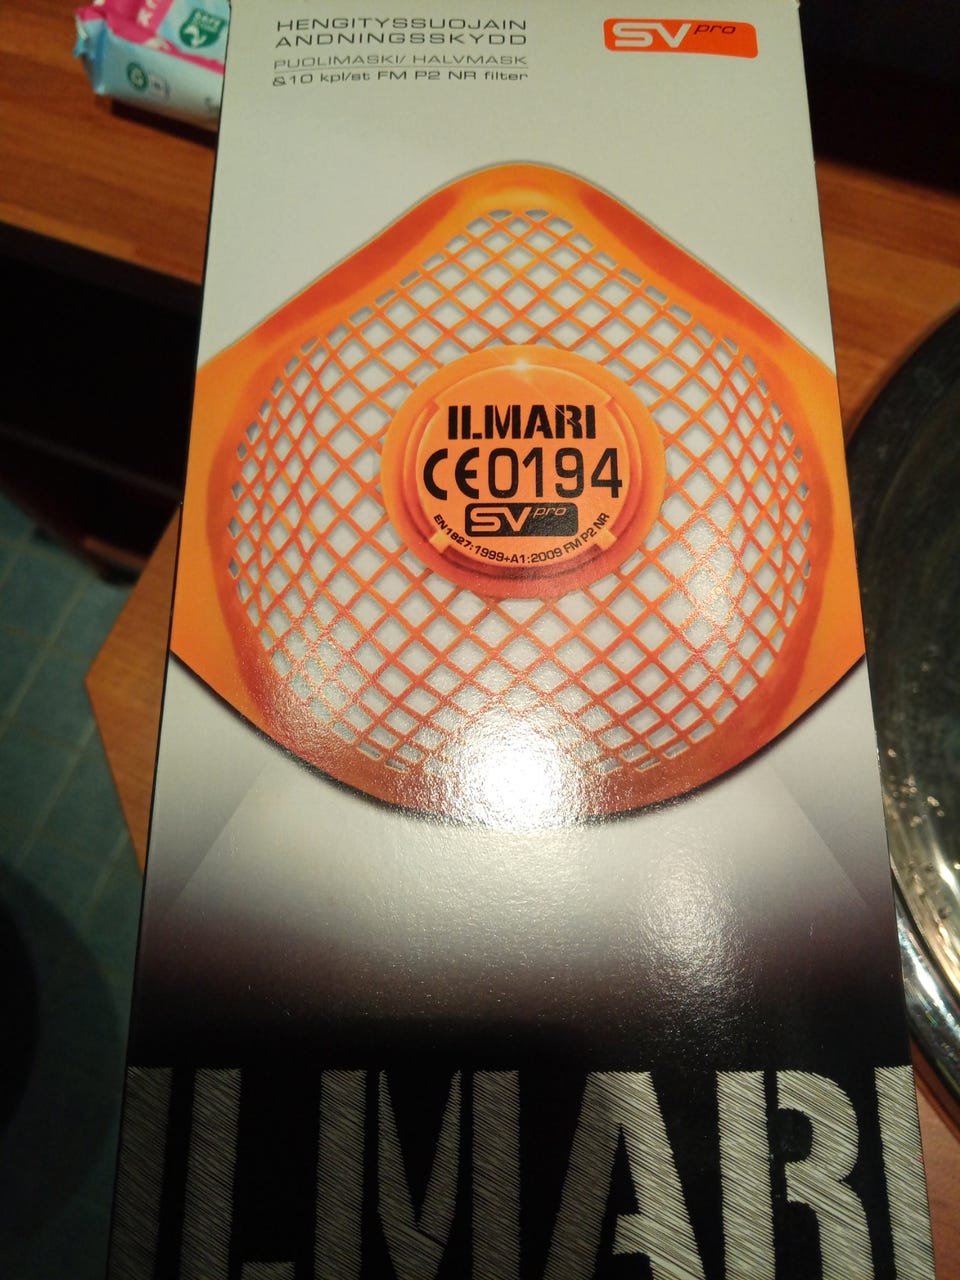 HENGITYSSUOJAIN
ANDNINGSSKYDD
PUOLIMASKI/ HALVMASK
&10 kpl/st FM P2 NR filter
SV pro
ILMARI
CE0194
SV pro
EN1827:1999+A1:2009 FM P2 NR
ILMARI